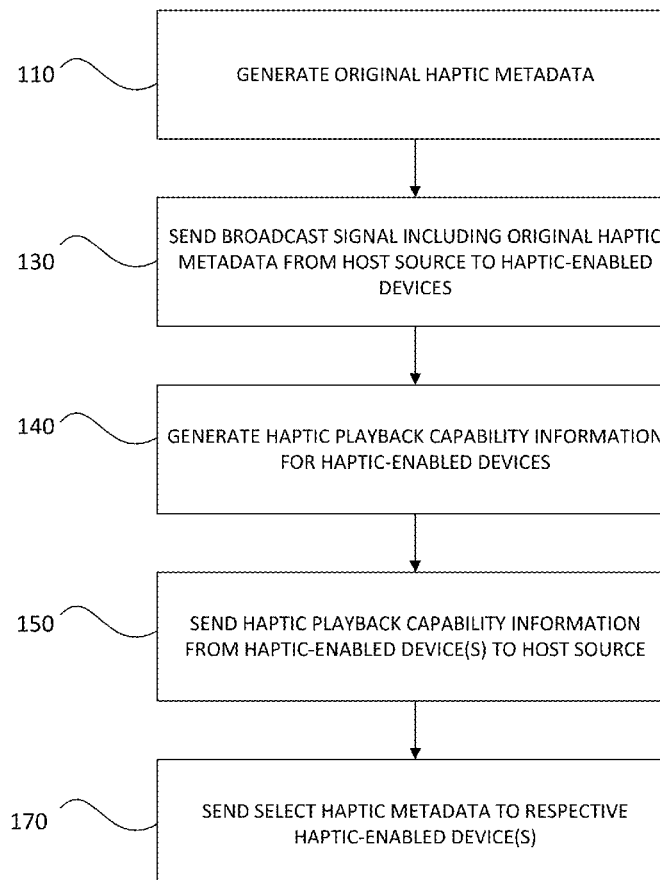 110
GENERATE ORIGINAL HAPTIC METADATA
130
SEND BROADCAST SIGNAL INCLUDING ORIGINAL HAPTIC
METADATA FROM HOST SOURCE TO HAPTIC-ENABLED
DEVICES
140
GENERATE HAPTIC PLAYBACK CAPABILITY INFORMATION
FOR HAPTIC-ENABLED DEVICES
150
SEND HAPTIC PLAYBACK CAPABILITY INFORMATION
FROM HAPTIC-ENABLED DEVICE(S) TO HOST SOURCE
170
SEND SELECT HAPTIC METADATA TO RESPECTIVE
HAPTIC-ENABLED DEVICE(S)